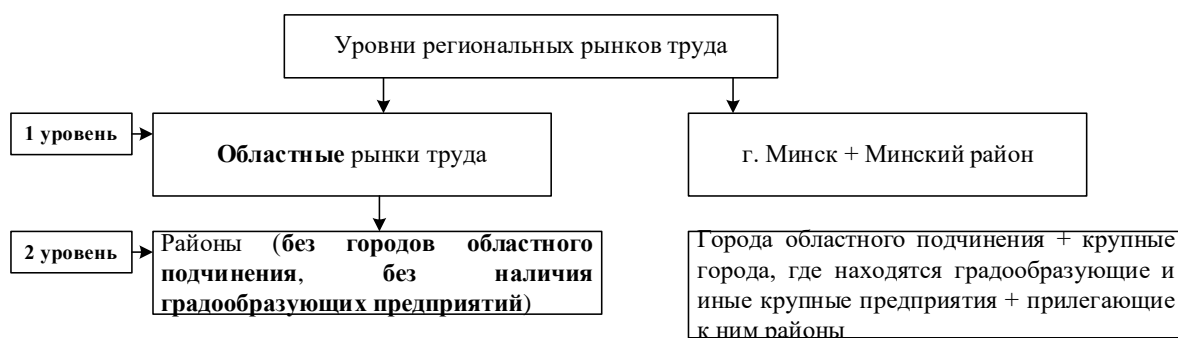 Уровни региональных рынков труда
1 уровень
Областные рынки труда
г. Минск + Минский район
2 уровень
Районы (без городов областного
подчинения, без наличия
градообразующих предприятий)
Города областного подчинения + крупные
города, где находятся градообразующие и
иные крупные предприятия + прилегающие
к ним районы